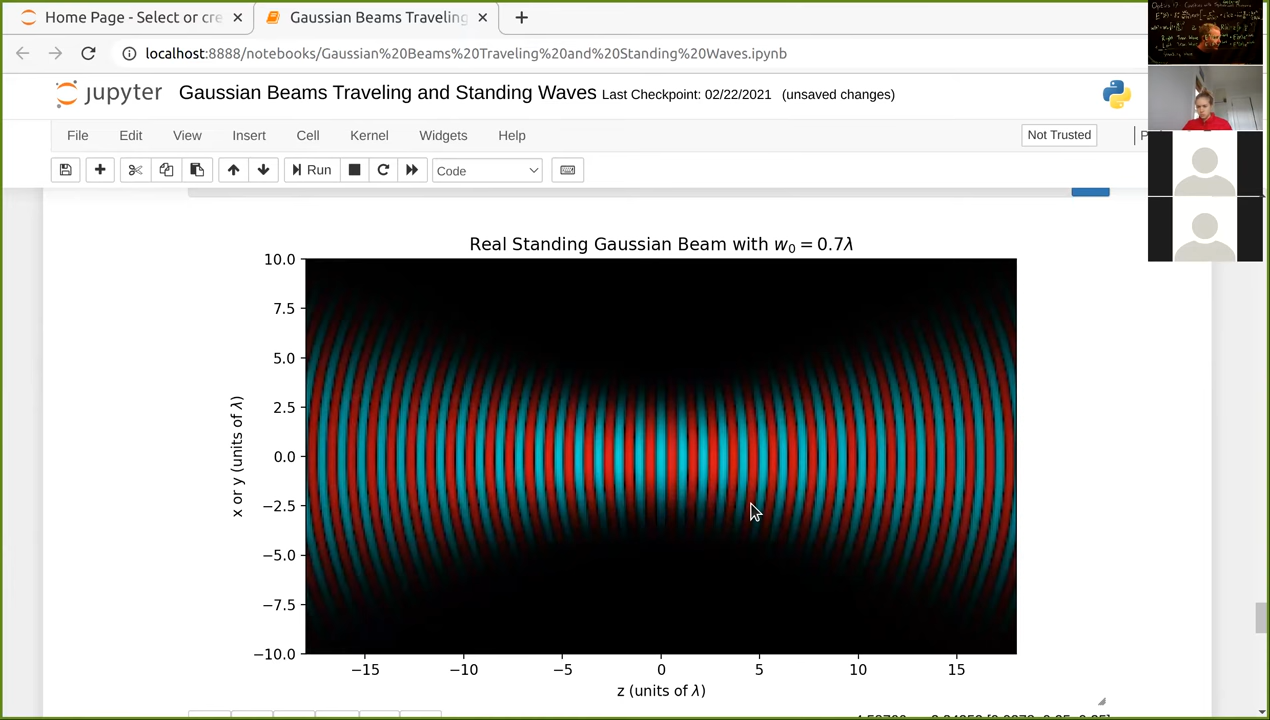 Home Page - Select or cre
Gaussian Beams Traveling
localhost:8888/notebooks/Gaussian%20Beams%20Traveling%20and%20Standing%20Waves.ipynb
jupyter Gaussian Beams Traveling and Standing Waves Last Checkpoint: 02/22/2021 (unsaved changes)
File Edit View Insert Cell Kernel Widgets Help Not Trusted
Run Code
Real Standing Gaussian Beam with w₀ = 0.7λ
10.0
7.5
5.0
2.5
0.0
−2.5
−5.0
−7.5
−10.0
x or y (units of λ)
−15 −10 −5 0 5 10 15
z (units of λ)